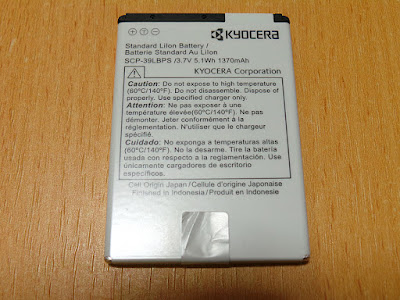 KYOCERA
Standard LiIon Battery /
Batterie Standard Au LiIon
SCP-39LBPS /3.7V 5.1Wh 1370mAh
KYOCERA Corporation
Caution: Do not expose to high temperature
(60°C/140°F). Do not disassemble. Dispose of
properly. Use specified charger only.
Attention: Ne pas exposer à une
température élevée(60°C/140°F). Ne pas
démonter. Jeter conformément à la
réglementation.
N'utiliser que le chargeur
spécifié.
Cuidado: No exponga a temperaturas altas
(60°C/140°F). No la desarme. Tire la batería
usada con respecto a la reglamentación. Use
únicamente cargadores de escritorio
específicos.
Cell Origin Japan / Cellule d'origine Japonaise
Finished in Indonesia / Produit en Indonesie